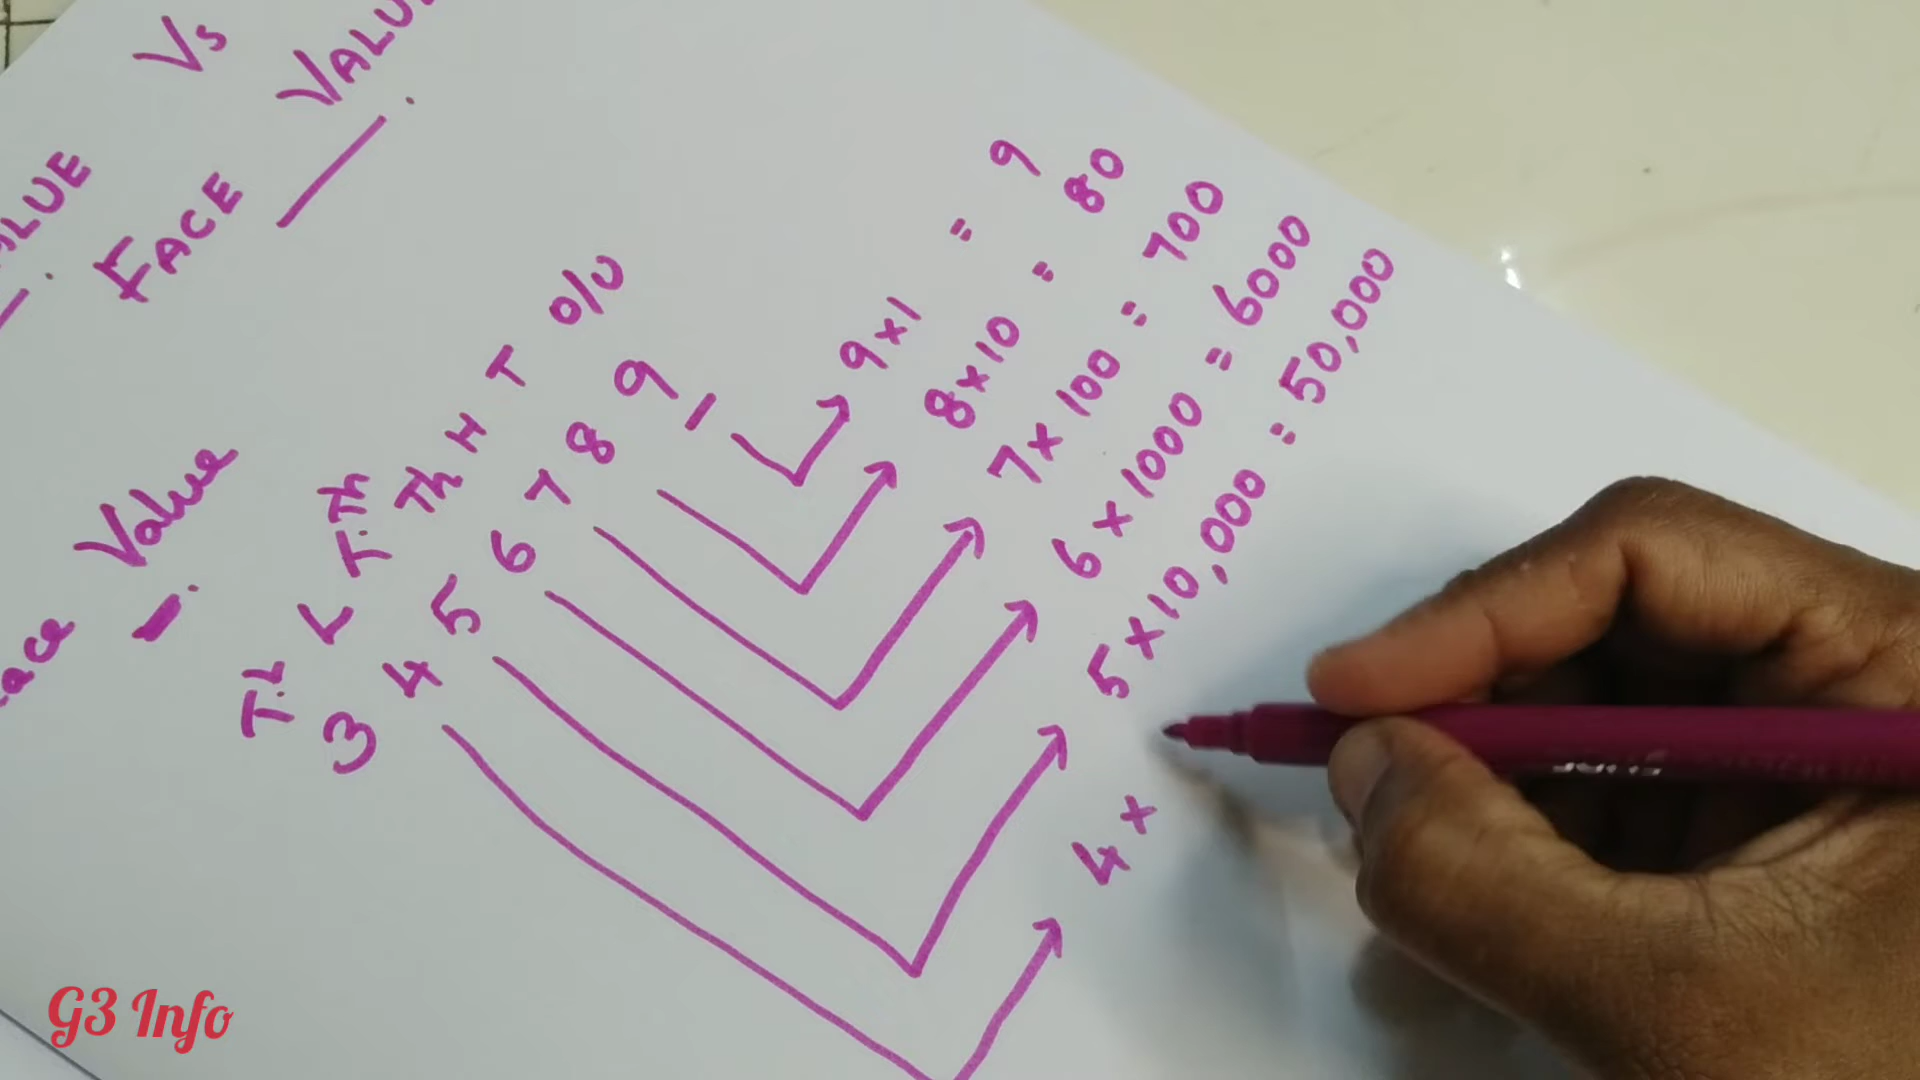 VALUE Vs
FACE VALUE.
Value
T.L L T.Th Th H T O/U
3 4 5 6 7 8 9
9×1 = 9
8×10 = 80
7×100 = 700
6×1000 = 6000
5×10,000 = 50,000
4×
G3 Info